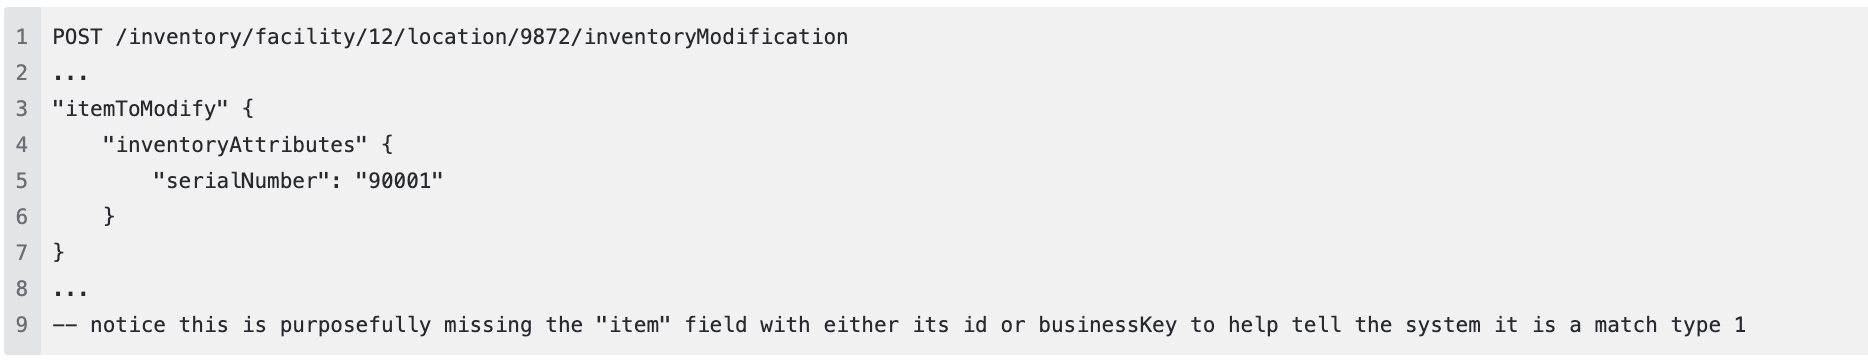 1 POST /inventory/facility/12/location/9872/inventoryModification
2 ...
3 "itemToModify" {
4     "inventoryAttributes" {
5         "serialNumber": "90001"
6     }
7 }
8 ...
9 -- notice this is purposefully missing the "item" field with either its id or businessKey to help tell the system it is a match type 1